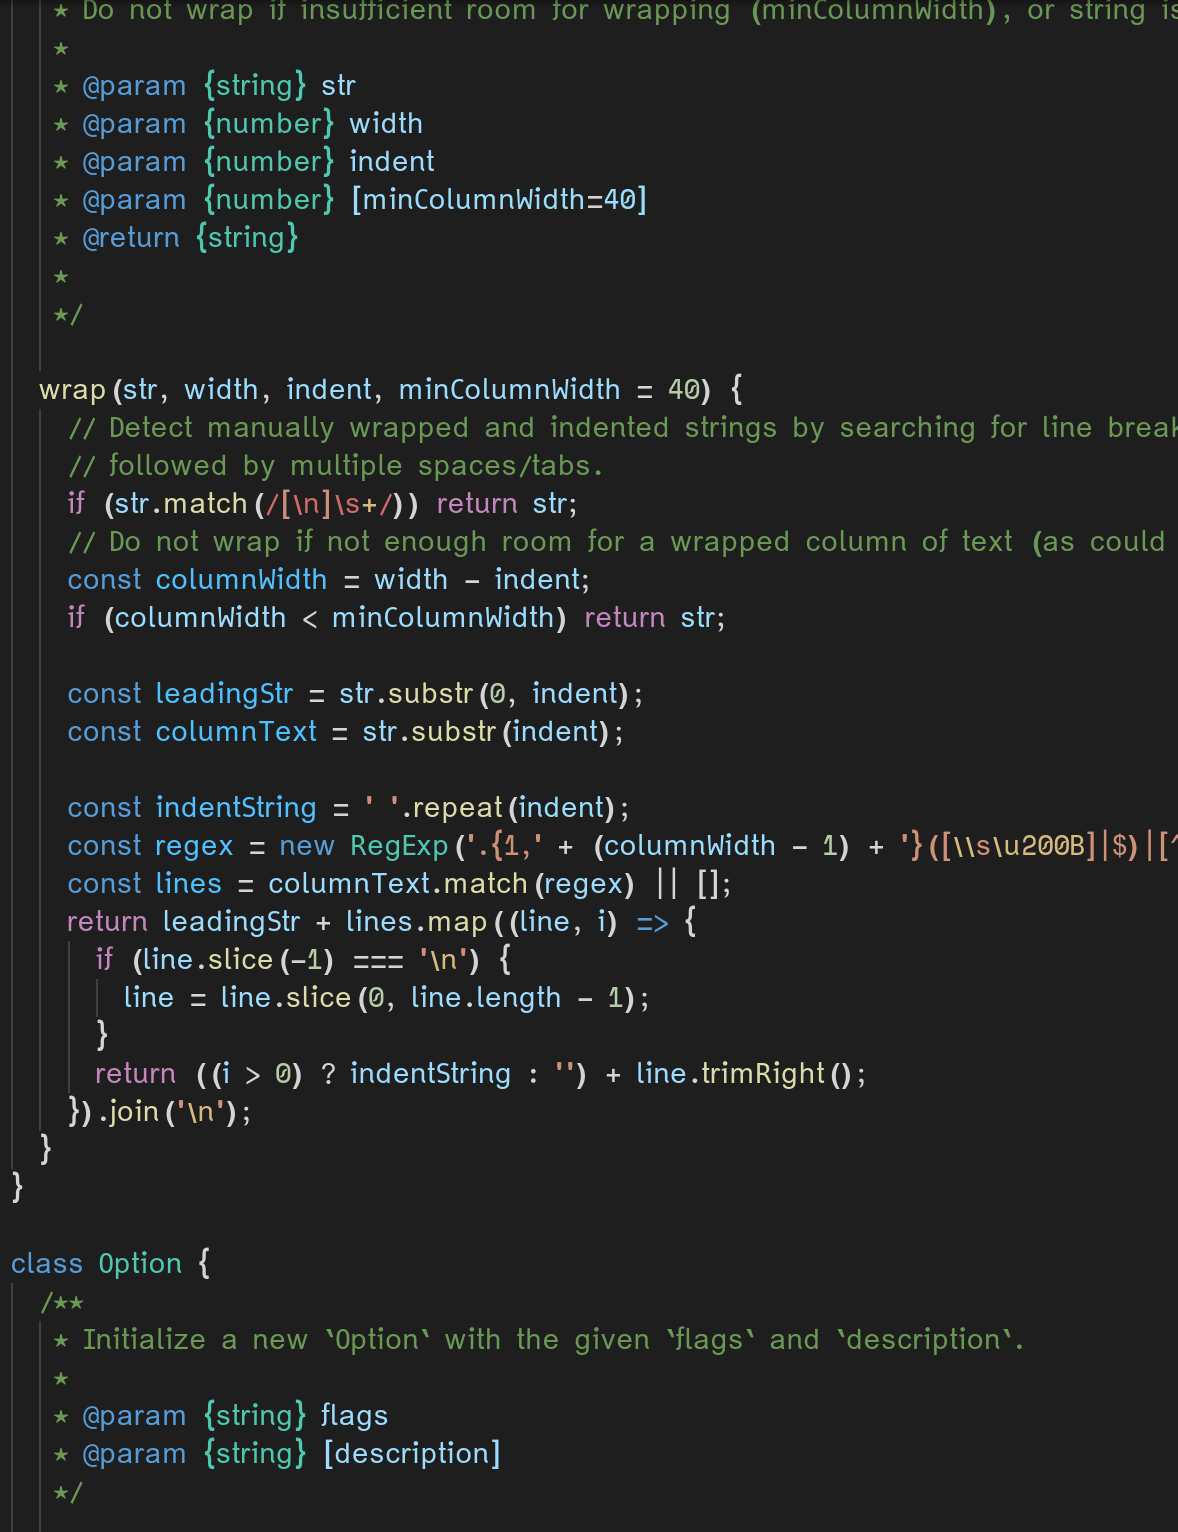 * Do not wrap if insufficient room for wrapping (minColumnWidth), or string is
*
* @param {string} str
* @param {number} width
* @param {number} indent
* @param {number} [minColumnWidth=40]
* @return {string}
*
*/
wrap(str, width, indent, minColumnWidth = 40) {
// Detect manually wrapped and indented strings by searching for line break
// followed by multiple spaces/tabs.
if (str.match(/[\n]\s+/)) return str;
// Do not wrap if not enough room for a wrapped column of text (as could
const columnWidth = width - indent;
if (columnWidth < minColumnWidth) return str;
const leadingStr = str.substr(0, indent);
const columnText = str.substr(indent);
const indentString = ' '.repeat(indent);
const regex = new RegExp('.{1,' + (columnWidth - 1) + '}([\\s\u200B]|$)|[^
const lines = columnText.match(regex) || [];
return leadingStr + lines.map((line, i) => {
if (line.slice(-1) === '\n') {
line = line.slice(0, line.length - 1);
}
return ((i > 0) ? indentString : '') + line.trimRight();
}).join('\n');
}
}
class Option {
/**
* Initialize a new `Option` with the given `flags` and `description`.
*
* @param {string} flags
* @param {string} [description]
*/